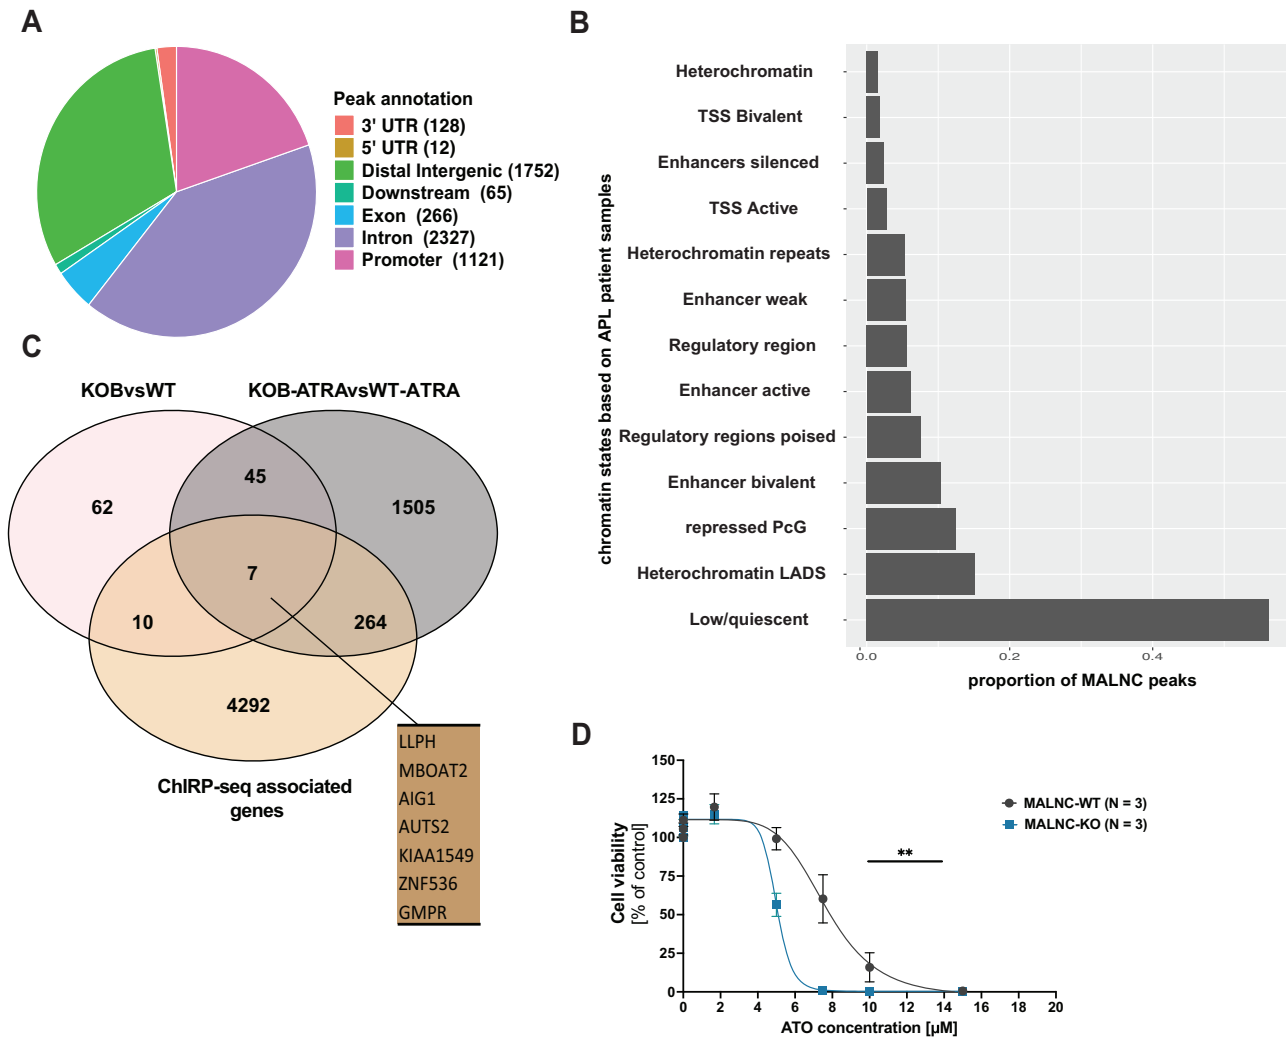 A
Peak annotation
3' UTR (128)
5' UTR (12)
Distal Intergenic (1752)
Downstream (65)
Exon (266)
Intron (2327)
Promoter (1121)
B
chromatin states based on APL patient samples
Heterochromatin
TSS Bivalent
Enhancers silenced
TSS Active
Heterochromatin repeats
Enhancer weak
Regulatory region
Enhancer active
Regulatory regions poised
Enhancer bivalent
repressed PcG
Heterochromatin LADS
Low/quiescent
0.0 0.2 0.4
proportion of MALNC peaks
C
KOBvsWT KOB-ATRAvsWT-ATRA
45
62 1505
7
10 264
4292
ChIRP-seq associated
genes
LLPH
MBOAT2
AIG1
AUTS2
KIAA1549
ZNF536
GMPR
D
Cell viability
[% of control]
150
125
100
75
50
25
0
0 2 4 6 8 10 12 14 16 18 20
ATO concentration [µM]
MALNC-WT (N = 3)
MALNC-KO (N = 3)
**